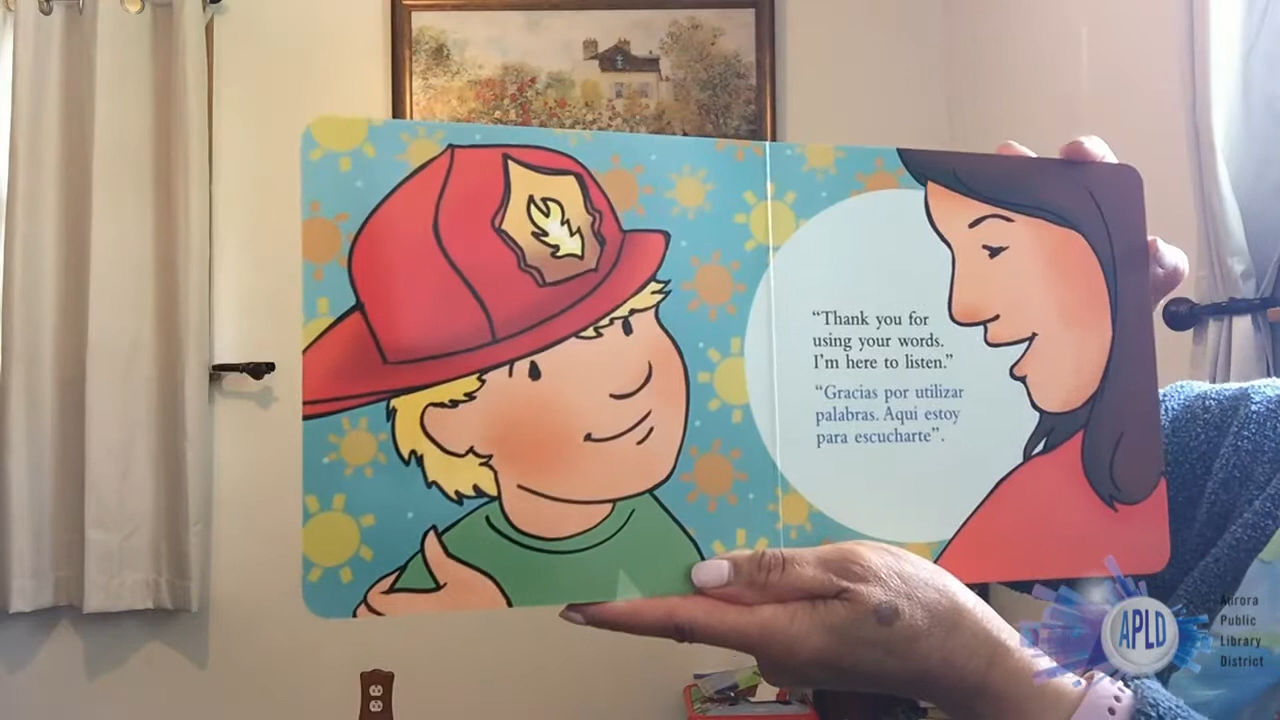 “Thank you for
using your words.
I’m here to listen.”
“Gracias por utilizar
palabras. Aquí estoy
para escucharte”.
APLD
Aurora
Public
Library
District